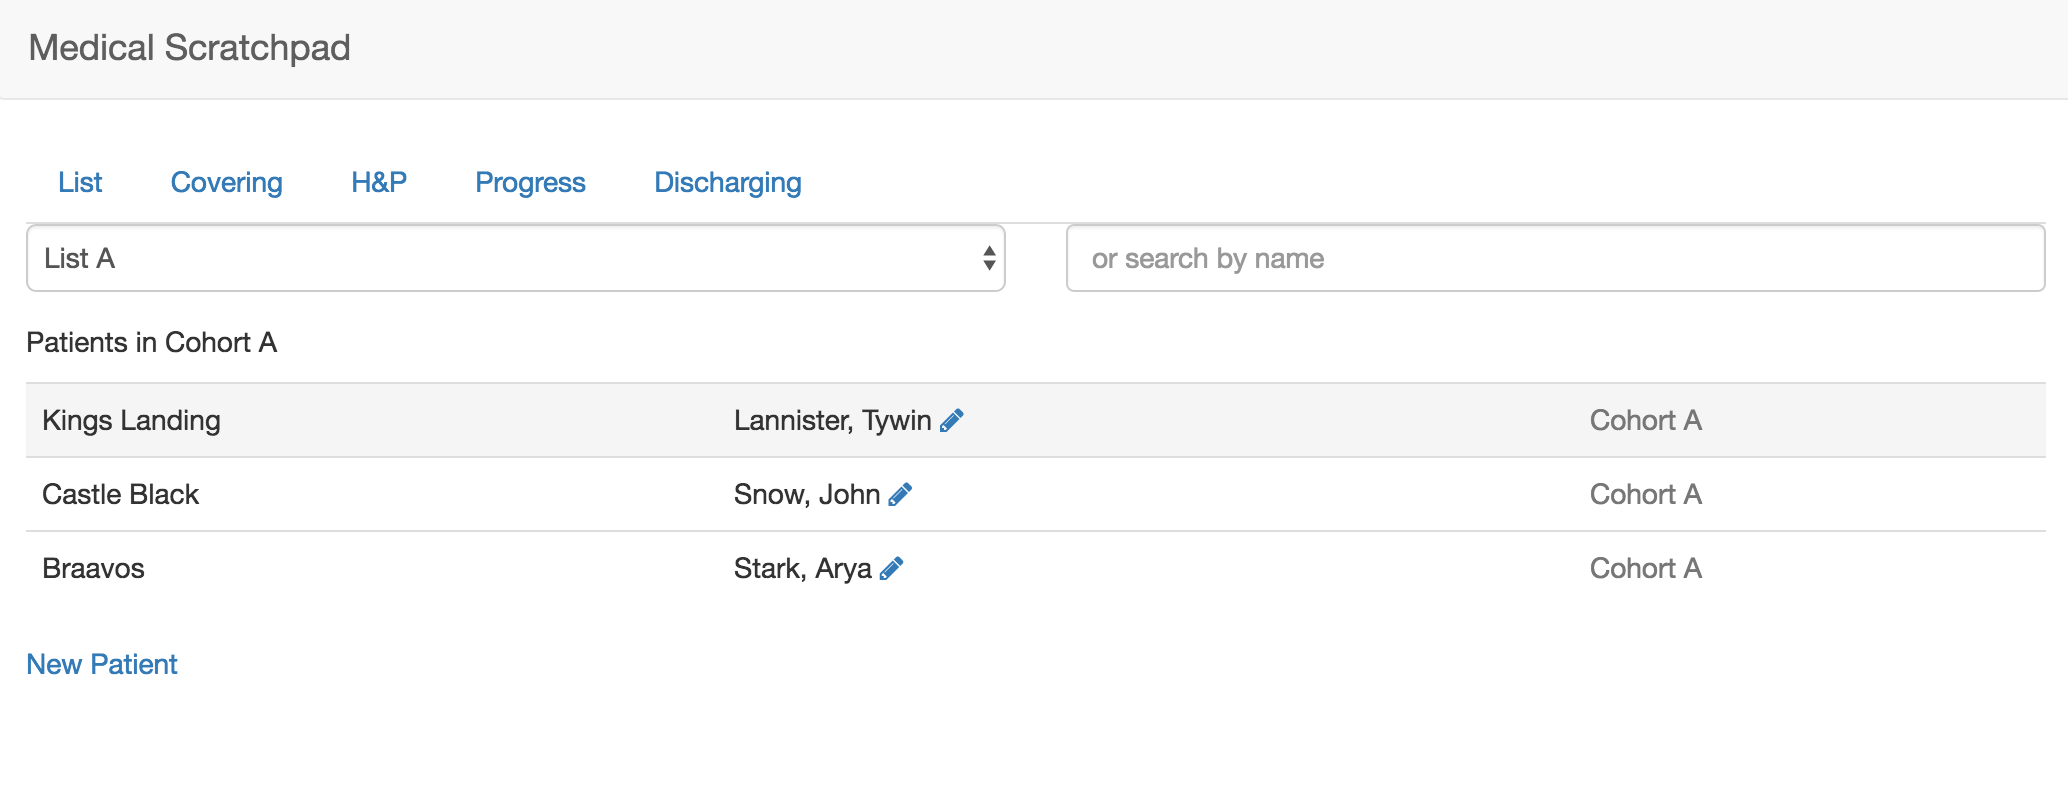 Medical Scratchpad
List Covering H&P Progress Discharging
List A or search by name
Patients in Cohort A
Kings Landing Lannister, Tywin Cohort A
Castle Black Snow, John Cohort A
Braavos Stark, Arya Cohort A
New Patient